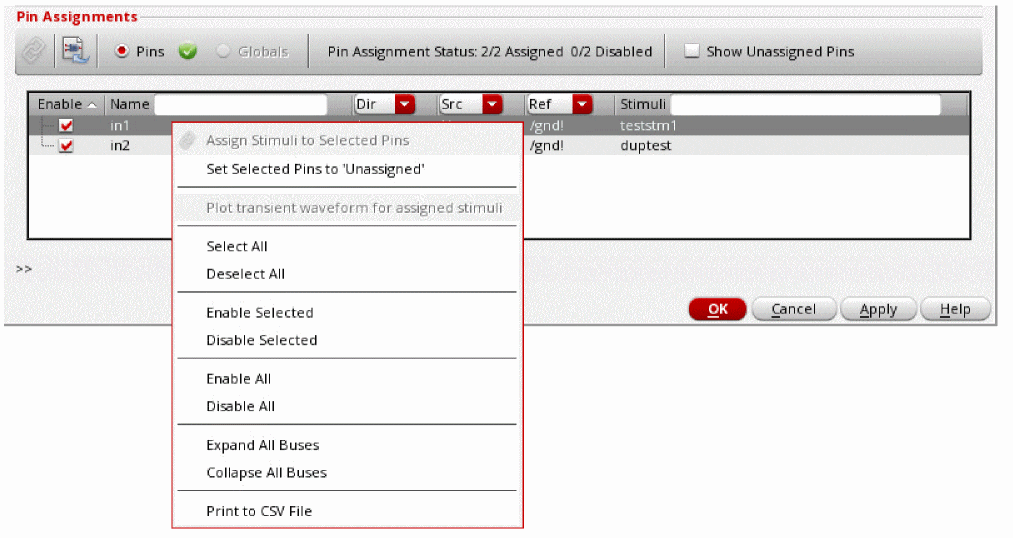 Pin Assignments
Pins Globals Pin Assignment Status: 2/2 Assigned 0/2 Disabled Show Unassigned Pins
Enable Name Dir Src Ref Stimuli
in1 /gnd! teststm1
in2 /gnd! duptest
Assign Stimuli to Selected Pins
Set Selected Pins to 'Unassigned'
Plot transient waveform for assigned stimuli
Select All
Deselect All
>>
Enable Selected
Disable Selected
OK Cancel Apply Help
Enable All
Disable All
Expand All Buses
Collapse All Buses
Print to CSV File